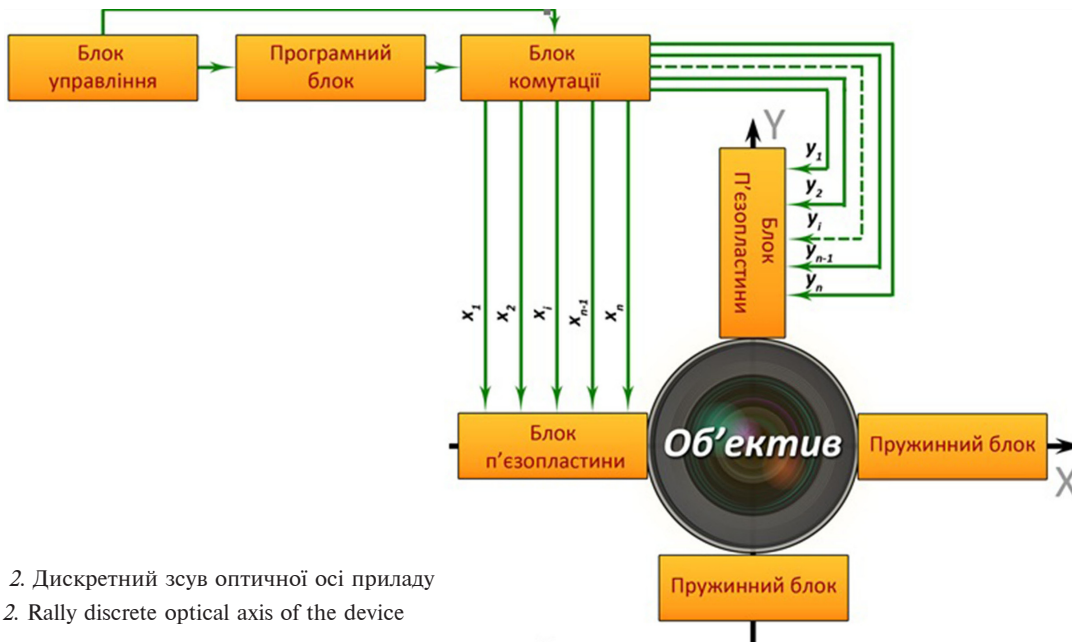 Блок
управління
Програмний
блок
Блок
комутації
Y
y1
y2
yi
yn-1
yn
Блок
П'єзопластини
x1
x2
xi
xn-1
xn
Блок
п'єзопластини
Об'ектив
Пружинний блок
X
Пружинний блок
2. Дискретний зсув оптичної осі приладу
2. Rally discrete optical axis of the device